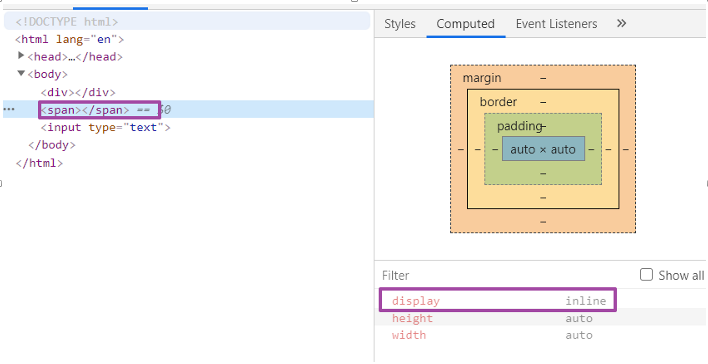 <!DOCTYPE html>
<html lang="en">
<head>…</head>
<body>
<div></div>
<span></span> == $0
<input type="text">
</body>
</html>
Styles Computed Event Listeners »
margin –
border –
padding –
– – – auto × auto – – –
–
–
–
Filter Show all
display inline
height auto
width auto